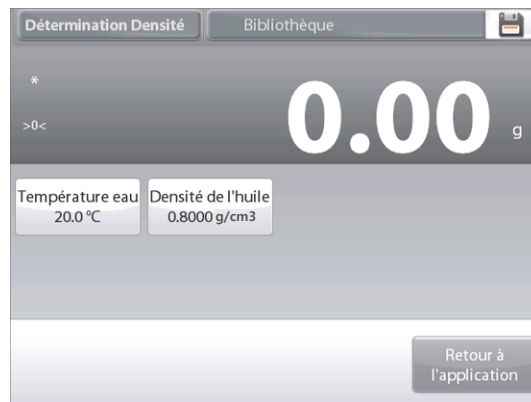 Détermination Densité
Bibliothèque
*
>0<
0.00 g
Température eau
20.0 °C
Densité de l'huile
0.8000 g/cm3
Retour à
l'application